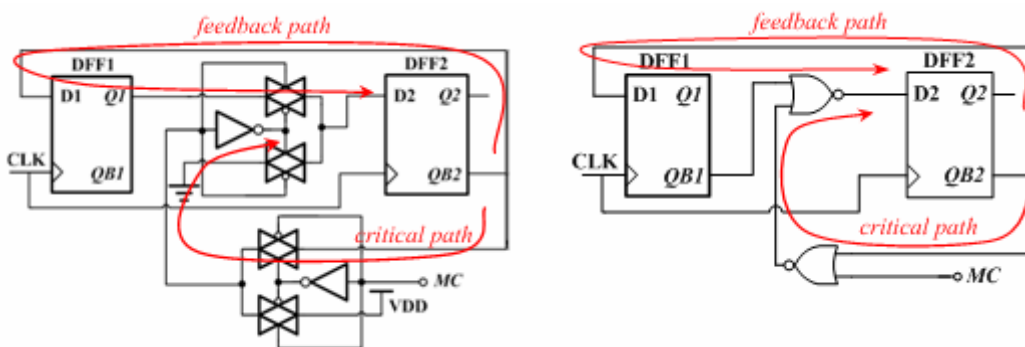 feedback path
DFF1
DFF2
D1
Q1
D2
Q2
CLK
QB1
QB2
critical path
MC
VDD
feedback path
DFF1
DFF2
D1
Q1
D2
Q2
CLK
QB1
QB2
critical path
MC